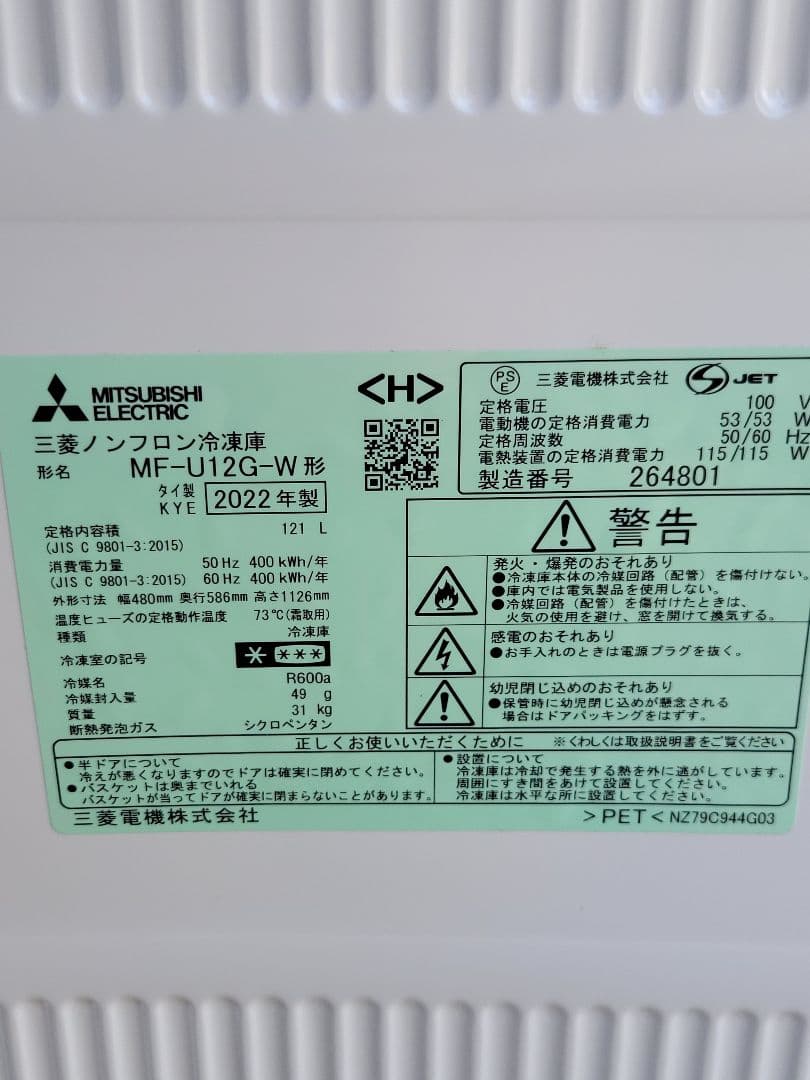 MITSUBISHI
ELECTRIC
三菱ノンフロン冷凍庫
形名 MF-U12G-W形
タイ製
KYE 2022年製
定格内容積 121 L
(JIS C 9801-3:2015)
消費電力量 50Hz 400kWh/年
(JIS C 9801-3:2015) 60Hz 400kWh/年
外形寸法 幅480mm 奥行586mm 高さ1126mm
温度ヒューズの定格動作温度 73℃(霜取用)
種類 冷凍庫
冷凍室の記号
冷媒名 R600a
冷媒封入量 49 g
質量 31 kg
断熱発泡ガス シクロペンタン
<H>
PSE 三菱電機株式会社 JET
定格電圧 100 V
電動機の定格消費電力 53/53 W
定格周波数 50/60 Hz
電熱装置の定格消費電力 115/115 W
製造番号 264801
警告
発火・爆発のおそれあり
●冷凍庫本体の冷媒回路(配管)を傷付けない。
●庫内では電気製品を使用しない。
●冷媒回路(配管)を傷付けたときは、
火気の使用を避け、窓を開けて換気する。
感電のおそれあり
●お手入れのときは電源プラグを抜く。
幼児閉じ込めのおそれあり
●保管時に幼児閉じ込めが懸念される
場合はドアパッキングをはずす。
正しくお使いいただくために ※くわしくは取扱説明書をご覧ください
●半ドアについて
冷えが悪くなりますのでドアは確実に閉めてください。
●バスケットは奥までいれる
バスケットが当ってドアが確実に閉まらないことがあります。
●設置について
冷凍庫は冷却で発生する熱を外に逃がしています。
周囲にすき間をあけて設置してください。
冷凍庫は水平な所に設置してください。
三菱電機株式会社 >PET< NZ79C944G03